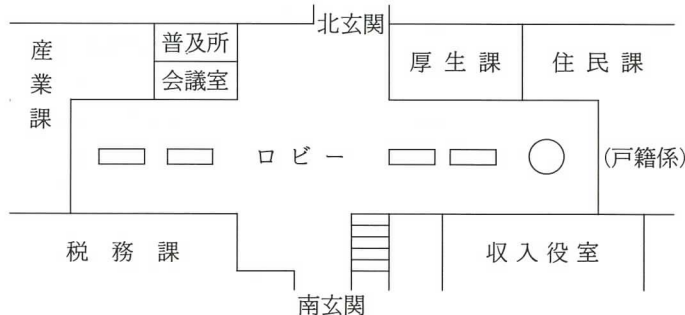 北玄関
産業課
普及所
会議室
厚生課
住民課
ロビー
(戸籍係)
税務課
収入役室
南玄関